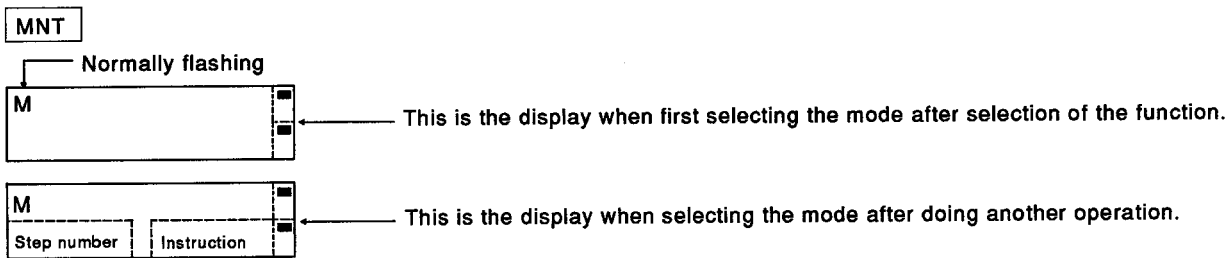 MNT
Normally flashing
M
This is the display when first selecting the mode after selection of the function.
M
This is the display when selecting the mode after doing another operation.
Step number Instruction